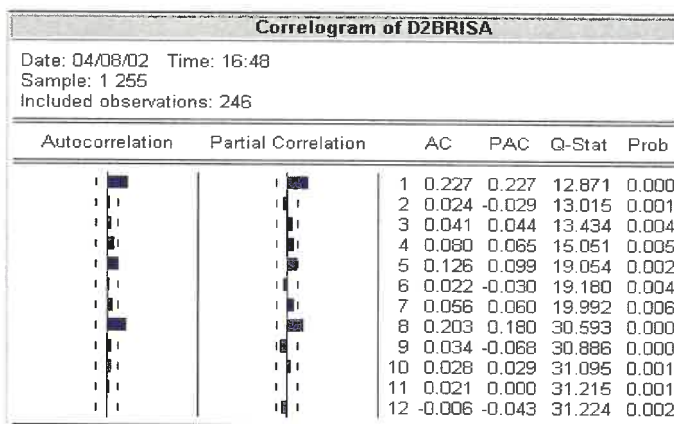 Correlogram of D2BRISA
Date: 04/08/02 Time: 16:48
Sample: 1 255
Included observations: 246
Autocorrelation Partial Correlation AC PAC Q-Stat Prob
1 0.227 0.227 12.871 0.000
2 0.024 -0.029 13.015 0.001
3 0.041 0.044 13.434 0.004
4 0.080 0.065 15.051 0.005
5 0.126 0.099 19.054 0.002
6 0.022 -0.030 19.180 0.004
7 0.056 0.060 19.992 0.006
8 0.203 0.180 30.593 0.000
9 0.034 -0.068 30.886 0.000
10 0.028 0.029 31.095 0.001
11 0.021 0.000 31.215 0.001
12 -0.006 -0.043 31.224 0.002